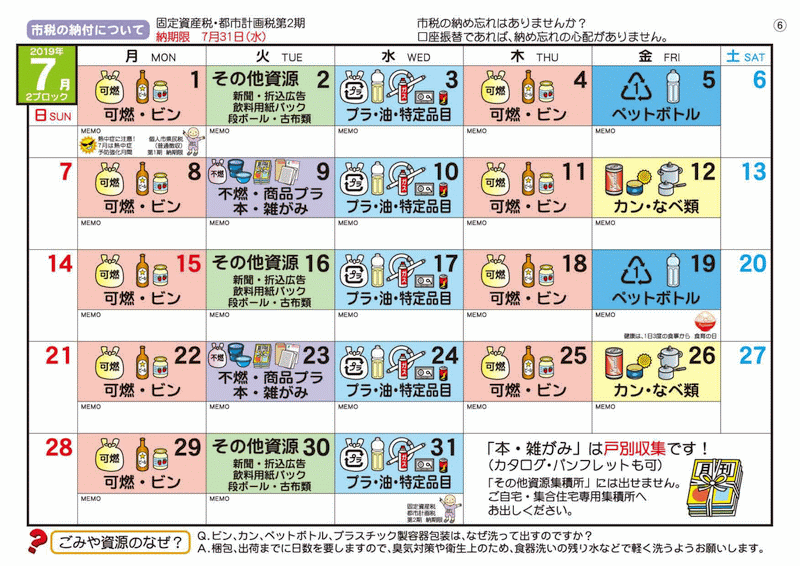 市税の納付について
固定資産税・都市計画税第2期
納期限 7月31日(水)
市税の納め忘れはありませんか?
口座振替であれば、納め忘れの心配がありません。
⑥
2019年
7月
2ブロック
日 SUN
月 MON
火 TUE
水 WED
木 THU
金 FRI
土 SAT
可燃 1
可燃・ビン
その他資源 2
新聞・折込広告
飲料用紙パック
段ボール・古布類
プラ 3
プラ・油・特定品目
可燃 4
可燃・ビン
1 5
ペットボトル
6
MEMO
熱中症に注意!
7月は熱中症
予防強化月間
個人市県民税
(普通徴収)
第1期 納期限
MEMO
MEMO
MEMO
MEMO
7
可燃 8
可燃・ビン
不燃 9
不燃・商品プラ
本・雑がみ
プラ 10
プラ・油・特定品目
可燃 11
可燃・ビン
12
カン・なべ類
13
MEMO
MEMO
MEMO
MEMO
MEMO
14
可燃 15
可燃・ビン
その他資源 16
新聞・折込広告
飲料用紙パック
段ボール・古布類
プラ 17
プラ・油・特定品目
可燃 18
可燃・ビン
1 19
ペットボトル
20
MEMO
MEMO
MEMO
MEMO
MEMO
健康は、1日3度の食事から 食育の日
21
可燃 22
可燃・ビン
不燃 23
不燃・商品プラ
本・雑がみ
プラ 24
プラ・油・特定品目
可燃 25
可燃・ビン
26
カン・なべ類
27
MEMO
MEMO
MEMO
MEMO
MEMO
28
可燃 29
可燃・ビン
その他資源 30
新聞・折込広告
飲料用紙パック
段ボール・古布類
プラ 31
プラ・油・特定品目
MEMO
MEMO
MEMO
固定資産税
都市計画税
第2期 納期限
「本・雑がみ」は戸別収集です!
(カタログ・パンフレットも可)
「その他資源集積所」には出せません。
ご自宅・集合住宅専用集積所へ
お出しください。
月刊
? ごみや資源のなぜ?
Q.ビン、カン、ペットボトル、プラスチック製容器包装は、なぜ洗って出すのですか?
A.梱包、出荷までに日数を要しますので、臭気対策や衛生上のため、食器洗いの残り水などで軽く洗うようお願いします。